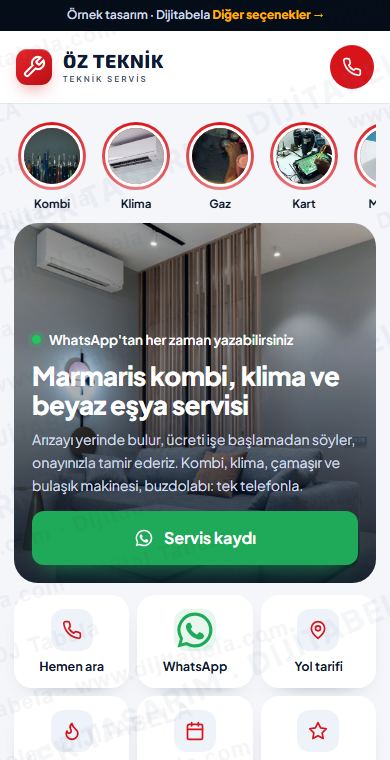 Örnek tasarım · Dijitabela Diğer seçenekler →
ÖZ TEKNİK
TEKNİK SERVİS
Kombi
Klima
Gaz
Kart
WhatsApp'tan her zaman yazabilirsiniz
Marmaris kombi, klima ve
beyaz eşya servisi
Arızayı yerinde bulur, ücreti işe başlamadan söyler,
onayınızla tamir ederiz. Kombi, klima, çamaşır ve
bulaşık makinesi, buzdolabı: tek telefonla.
Servis kaydı
Hemen ara
WhatsApp
Yol tarifi